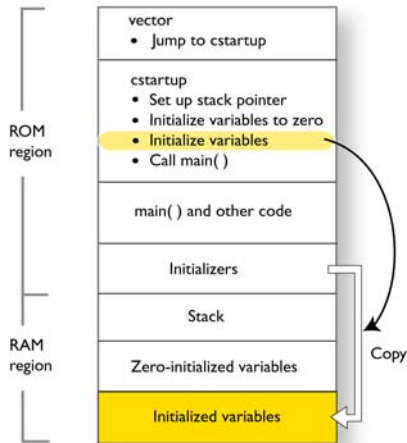 vector
• Jump to cstartup
cstartup
• Set up stack pointer
• Initialize variables to zero
• Initialize variables
• Call main( )
ROM
region
main( ) and other code
Initializers
Stack
RAM
region
Copy
Zero-initialized variables
Initialized variables